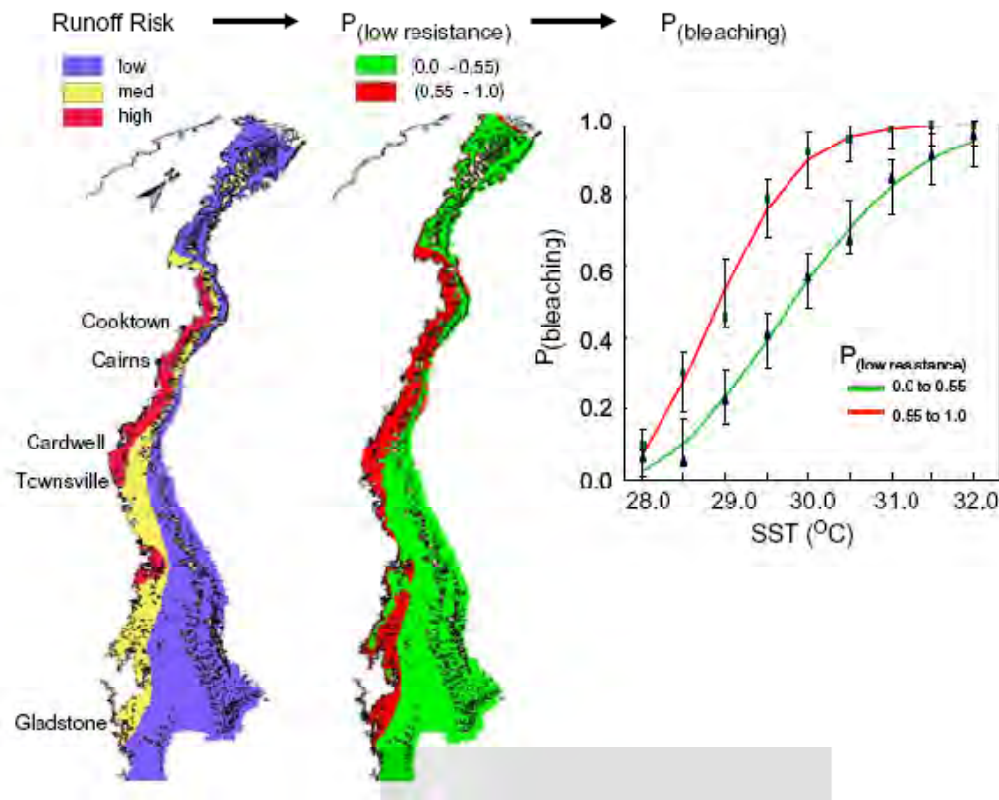 Runoff Risk
low
med
high
P(low resistance)
(0.0 - 0.55)
(0.55 - 1.0)
P(bleaching)
Cooktown
Cairns
Cardwell
Townsville
Gladstone
P(bleaching)
1.0
0.8
0.6
0.4
0.2
0.0
28.0 29.0 30.0 31.0 32.0
SST (°C)
P(low resistance)
0.0 to 0.55
0.55 to 1.0